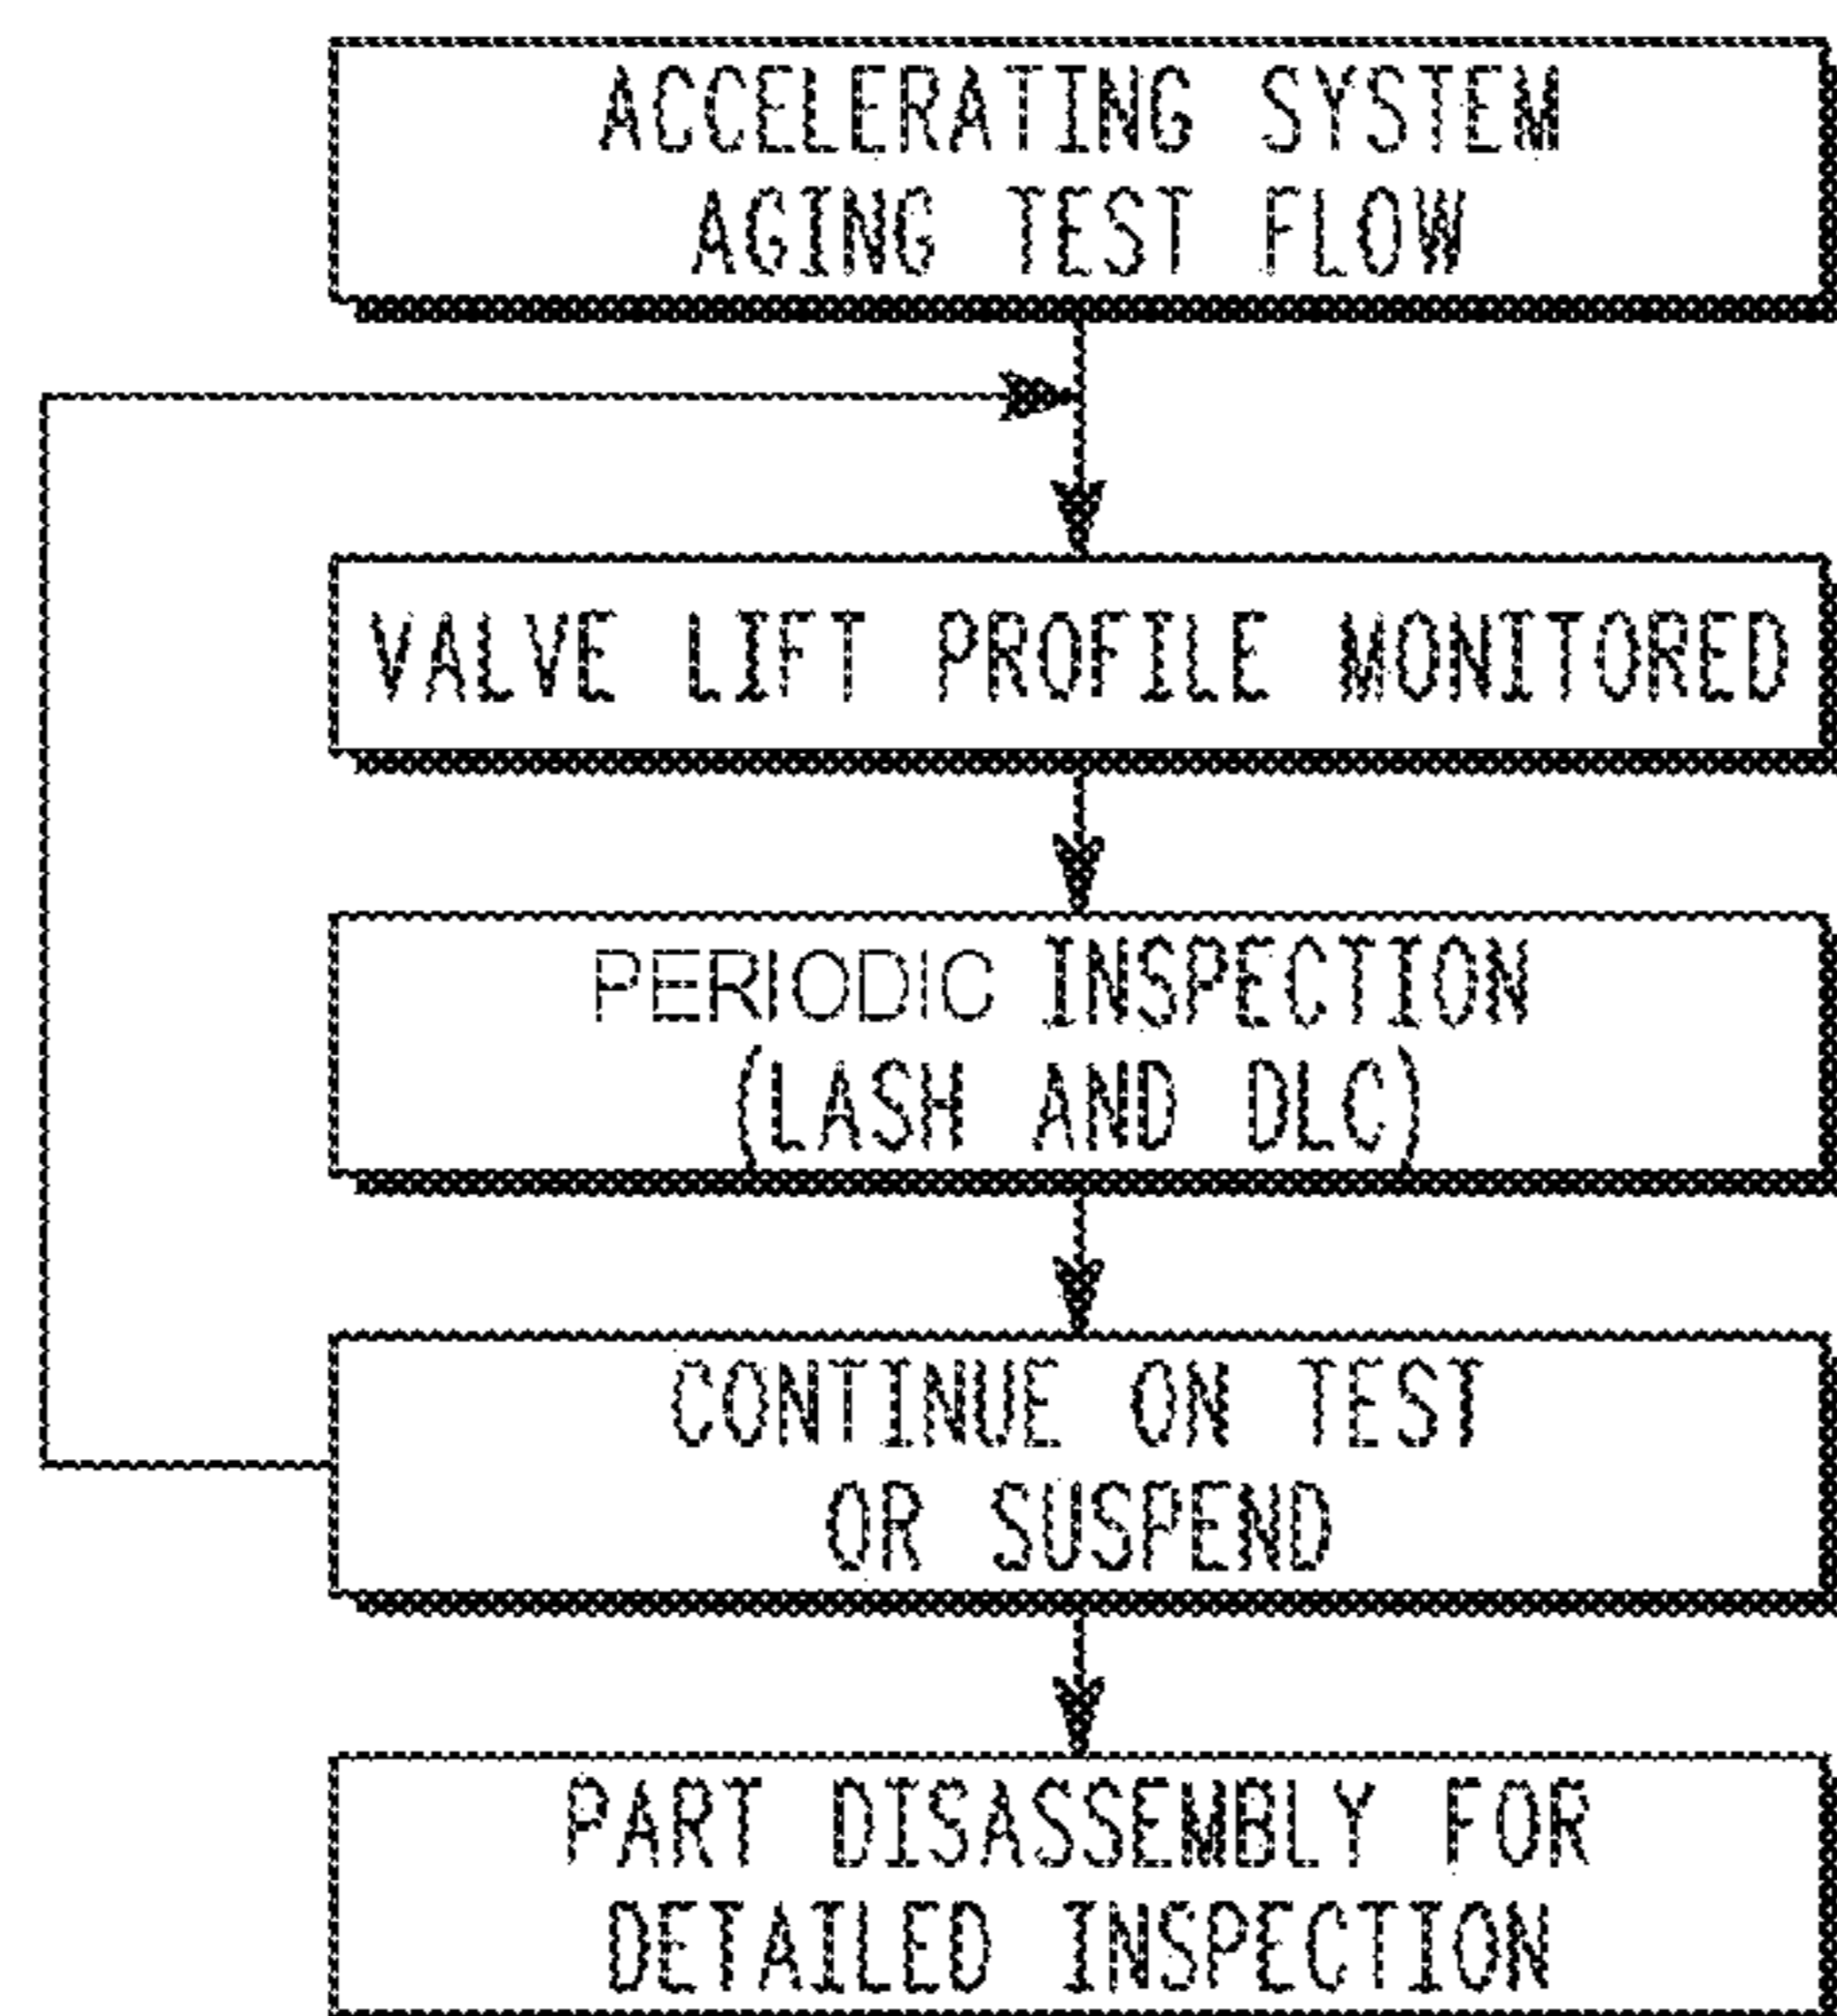 ACCELERATING SYSTEM
AGING TEST FLOW
VALVE LIFT PROFILE MONITORED
PERIODIC INSPECTION
(LASH AND DLC)
CONTINUE ON TEST
OR SUSPEND
PART DISASSEMBLY FOR
DETAILED INSPECTION